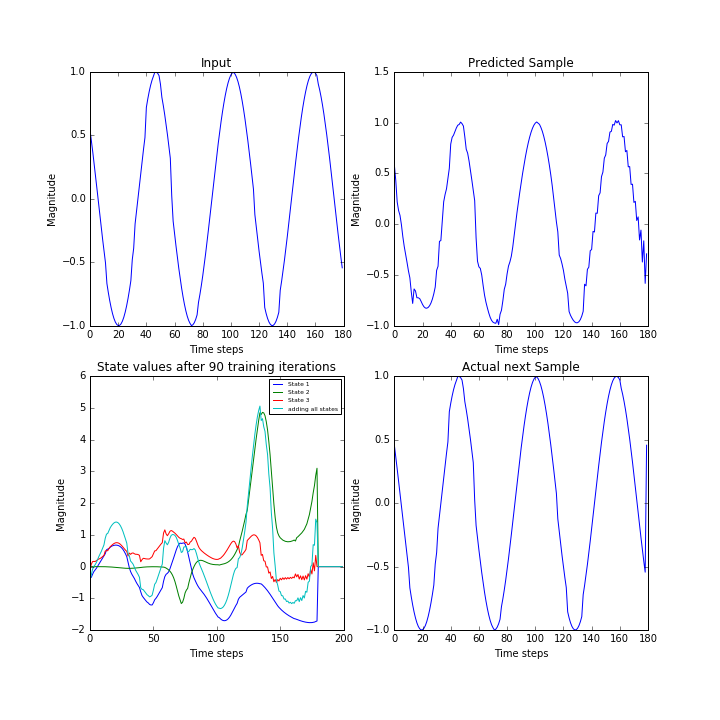 Input
Magnitude
1.0
0.5
0.0
−0.5
−1.0
0 20 40 60 80 100 120 140 160 180
Time steps
Predicted Sample
Magnitude
1.5
1.0
0.5
0.0
−0.5
−1.0
0 20 40 60 80 100 120 140 160 180
Time steps
State values after 90 training iterations
Magnitude
6
5
4
3
2
1
0
−1
−2
0 50 100 150 200
Time steps
State 1
State 2
State 3
adding all states
Actual next Sample
Magnitude
1.0
0.5
0.0
−0.5
−1.0
0 20 40 60 80 100 120 140 160 180
Time steps